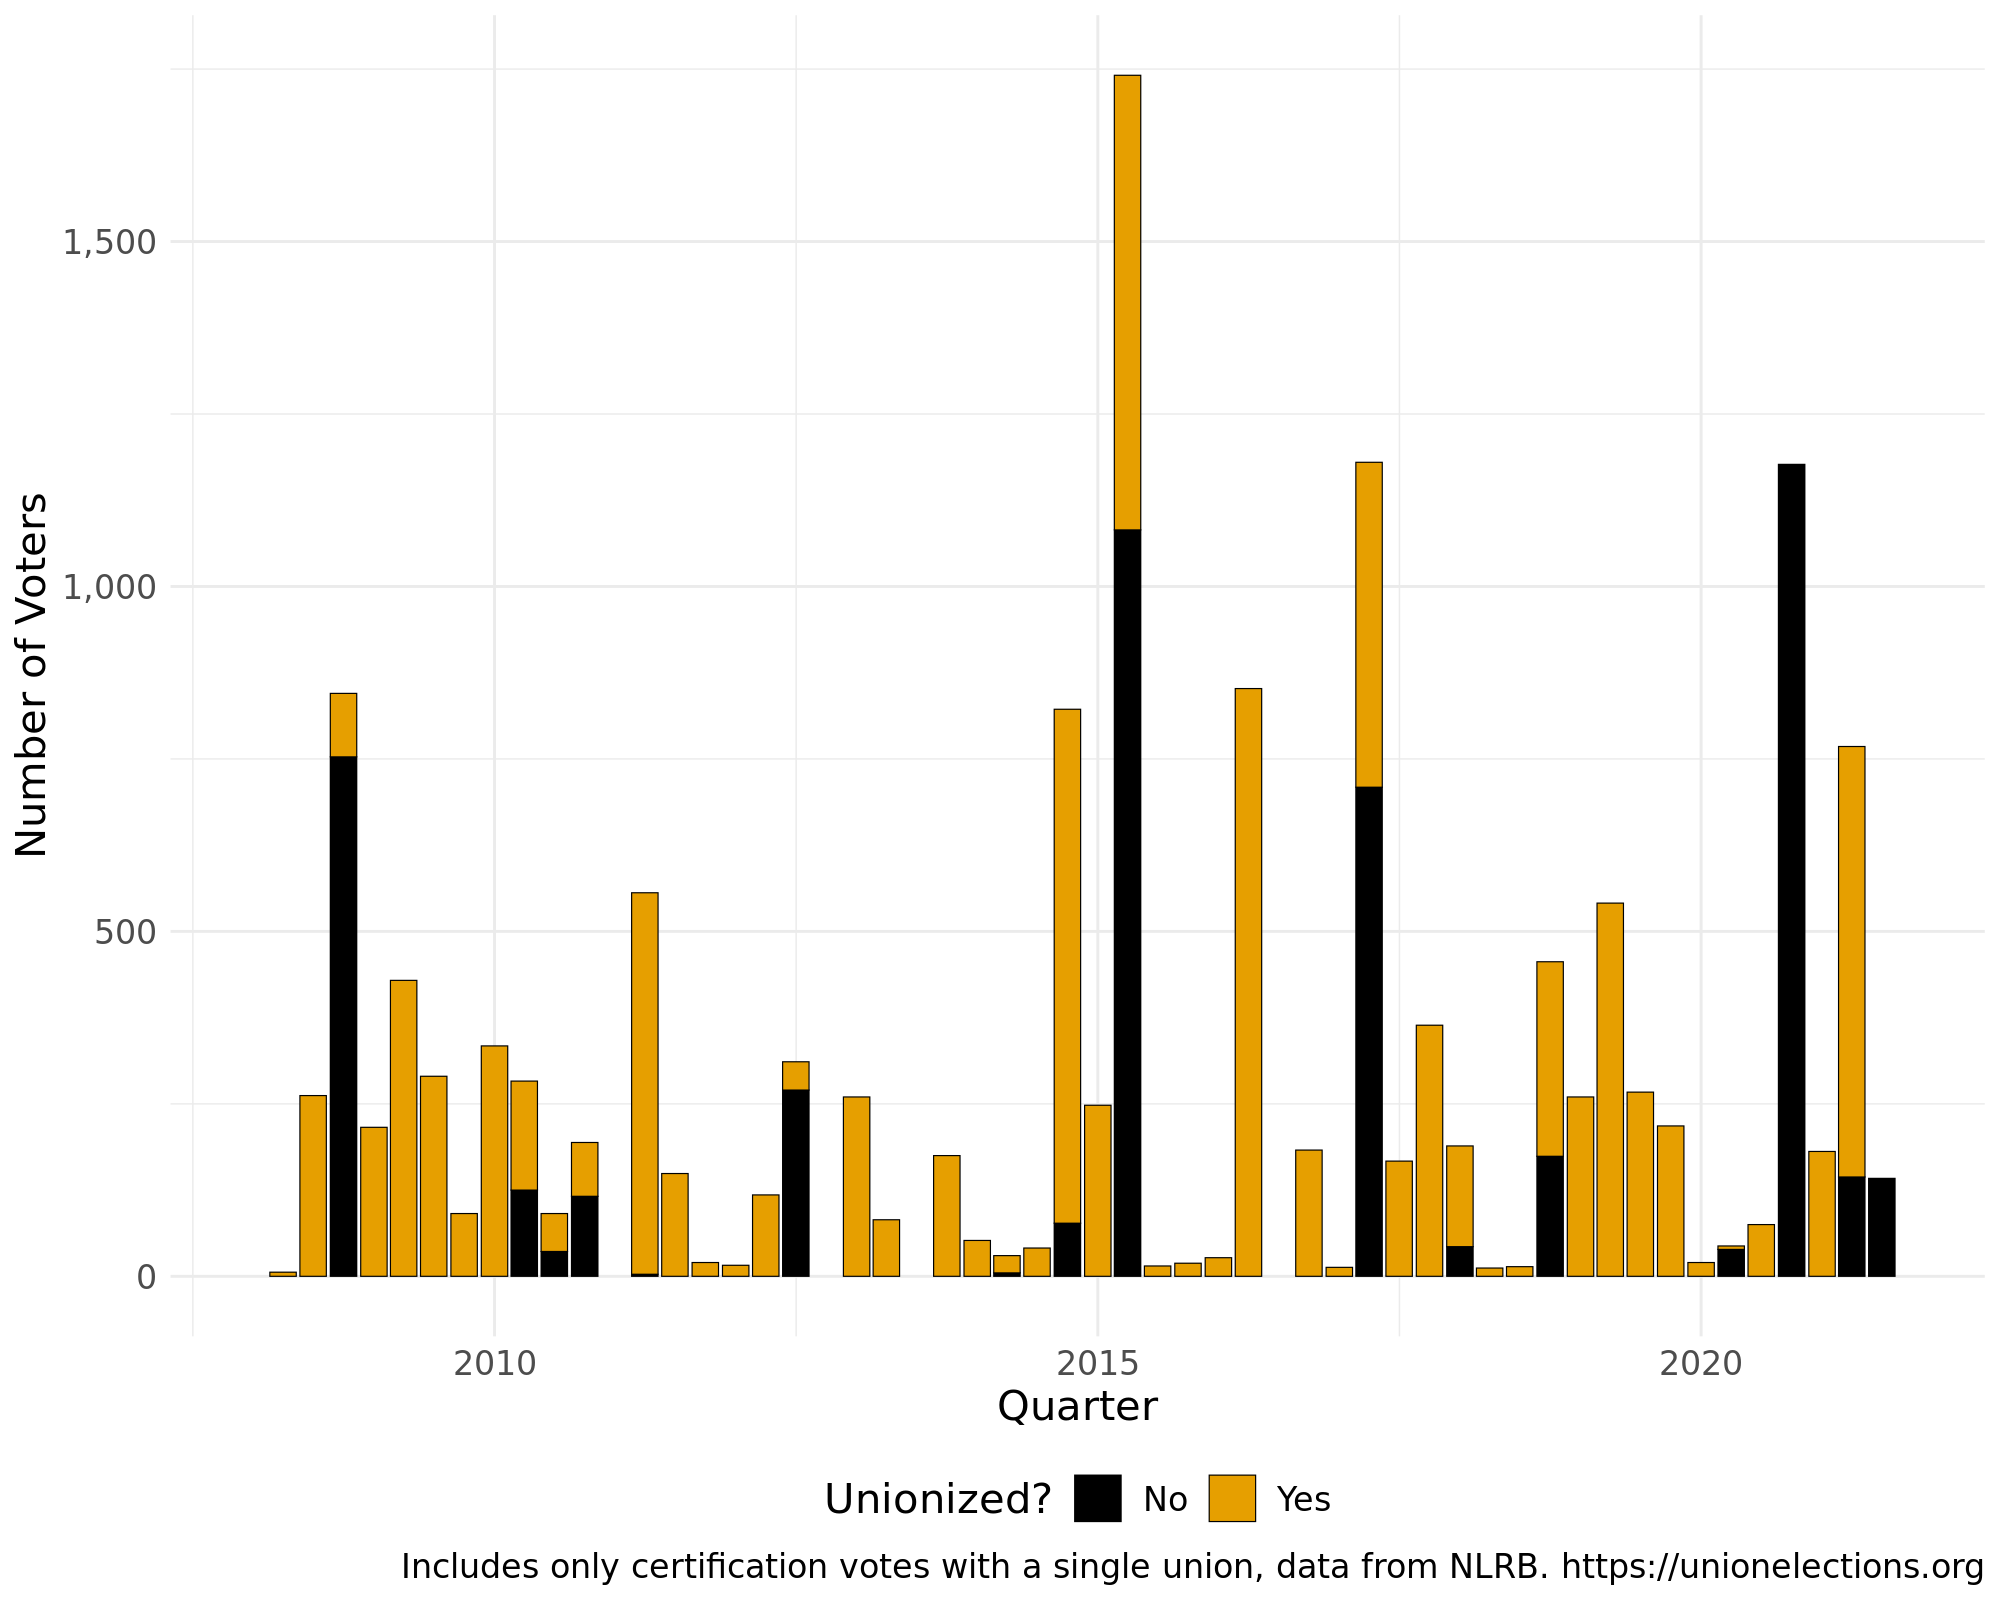 1,500
1,000
500
0
Number of Voters
2010 2015 2020
Quarter
Unionized? No Yes
Includes only certification votes with a single union, data from NLRB. https://unionelections.org